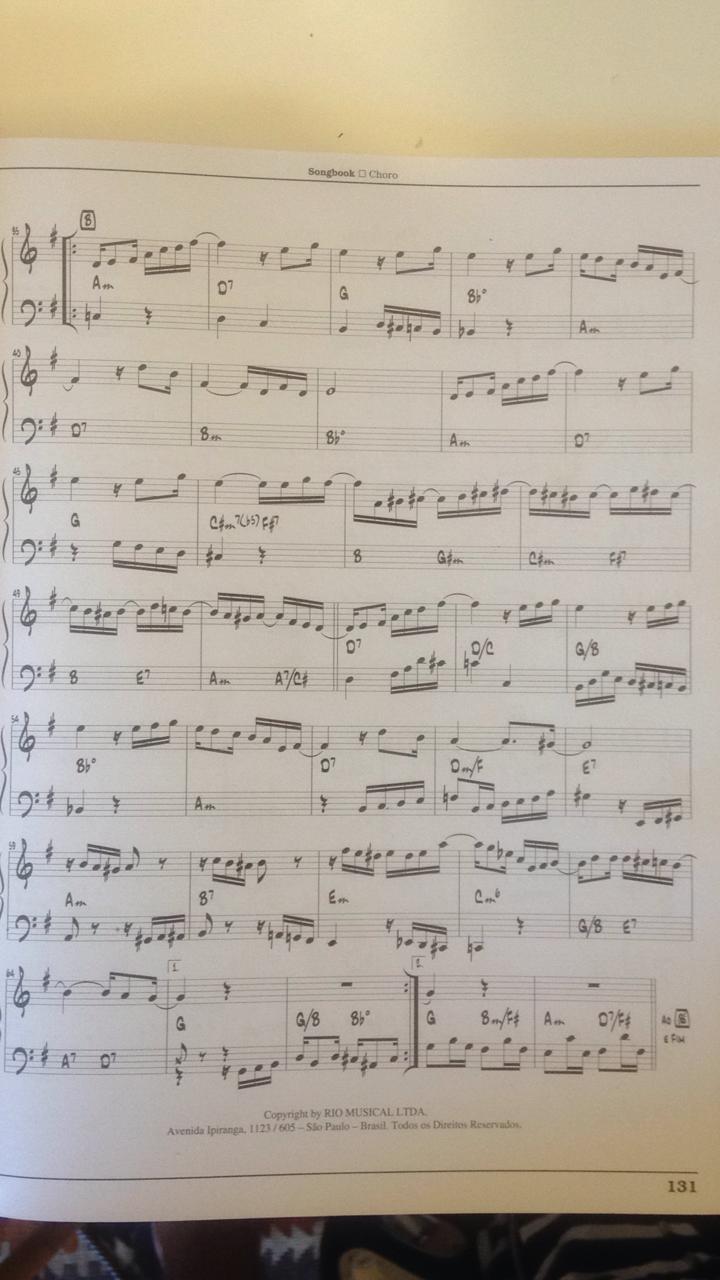 Songbook □ Choro
B
35
Am D7 G Bb° Am
40
D7 Bm Bb° Am D7
45
G C#m7(b5) F#7 B G#m C#m F#7
49
B E7 Am A7/C# D7 D/C G/B
54
Bb° Am D7 Dm/F E7
59
Am B7 Em Cm6 G/B E7
64
1. 2.
A7 D7 G G/B Bb° G Bm/F# Am D7/F# AO
E FIM
Copyright by RIO MUSICAL LTDA.
Avenida Ipiranga, 1123 / 605 – São Paulo – Brasil. Todos os Direitos Reservados.
131